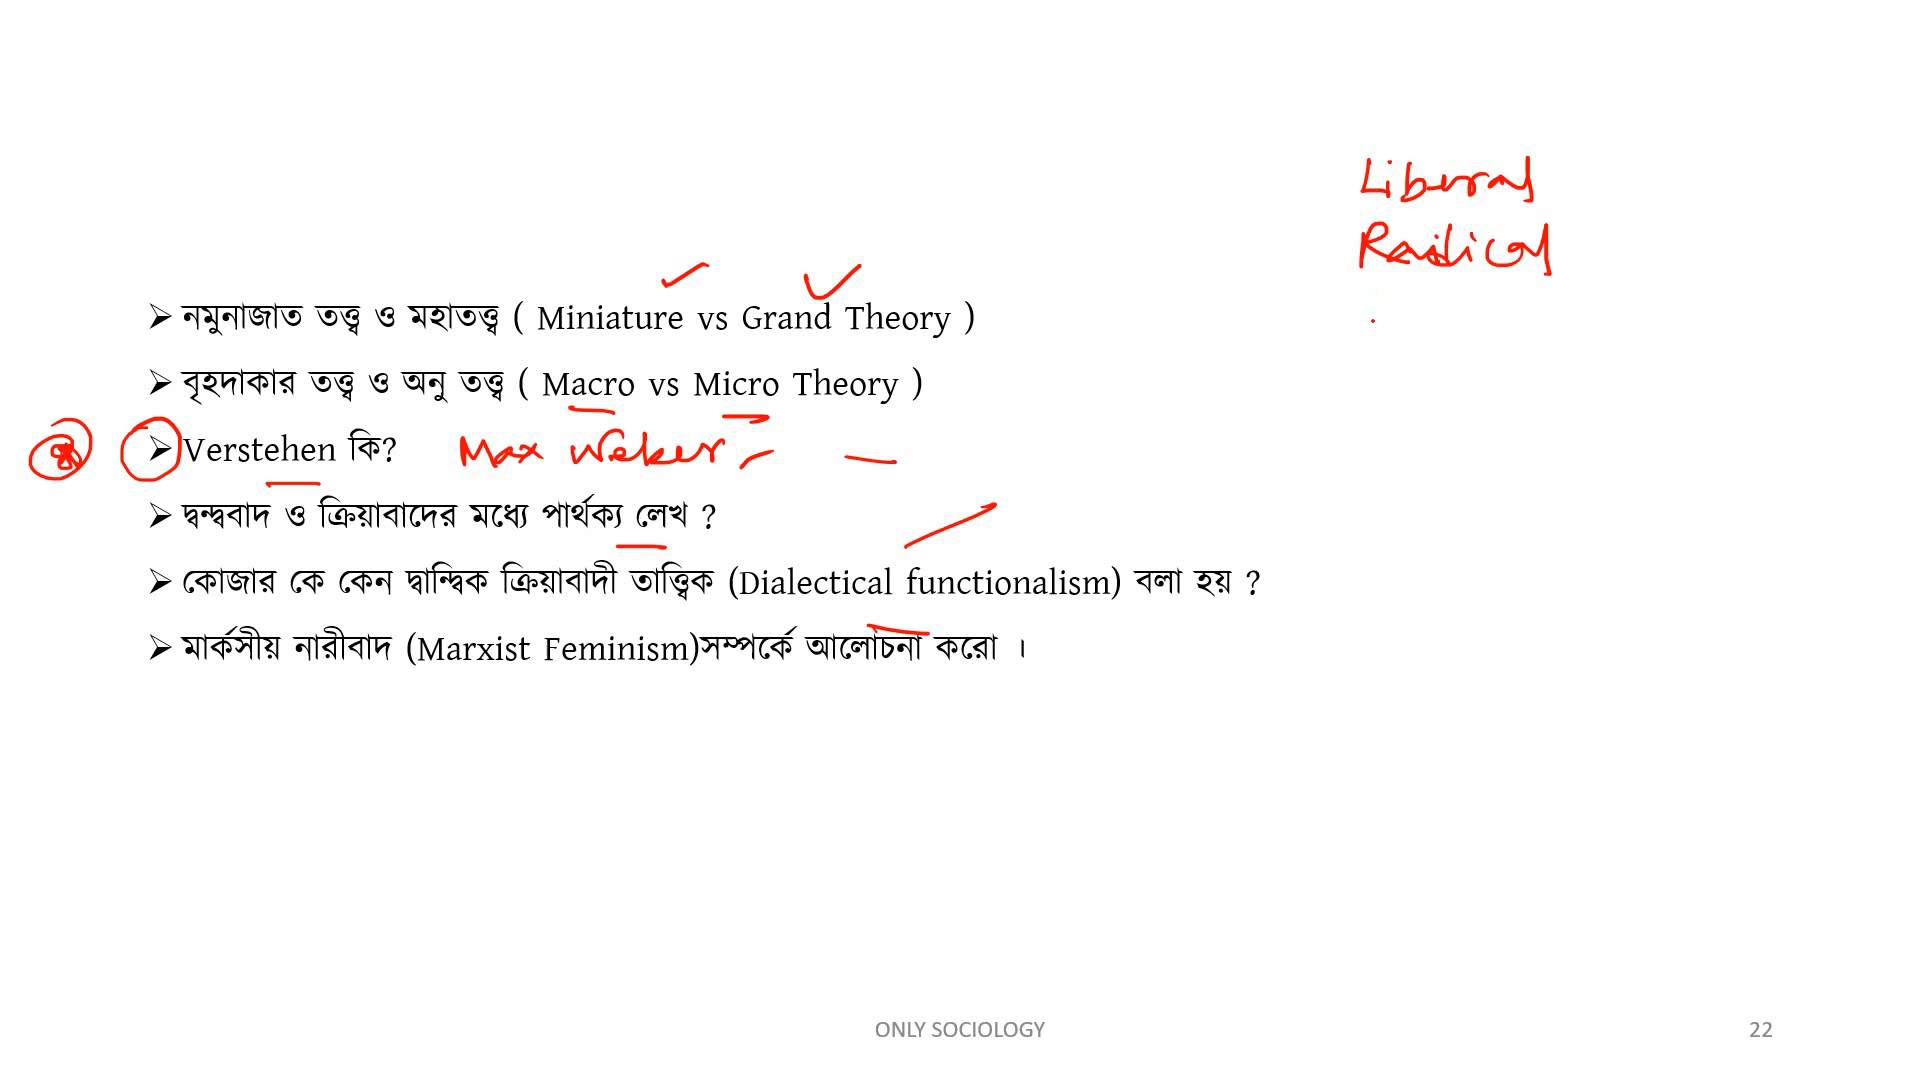 Liberal
Radical
➢ নমুনাজাত তত্ত্ব ও মহাতত্ত্ব ( Miniature vs Grand Theory )
➢ বৃহদাকার তত্ত্ব ও অনু তত্ত্ব ( Macro vs Micro Theory )
➢ Verstehen কি? Max Weber
➢ দ্বন্দ্ববাদ ও ক্রিয়াবাদের মধ্যে পার্থক্য লেখ ?
➢ কোজার কে কেন দ্বান্দ্বিক ক্রিয়াবাদী তাত্ত্বিক (Dialectical functionalism) বলা হয় ?
➢ মার্কসীয় নারীবাদ (Marxist Feminism)সম্পর্কে আলোচনা করো ।
ONLY SOCIOLOGY 22